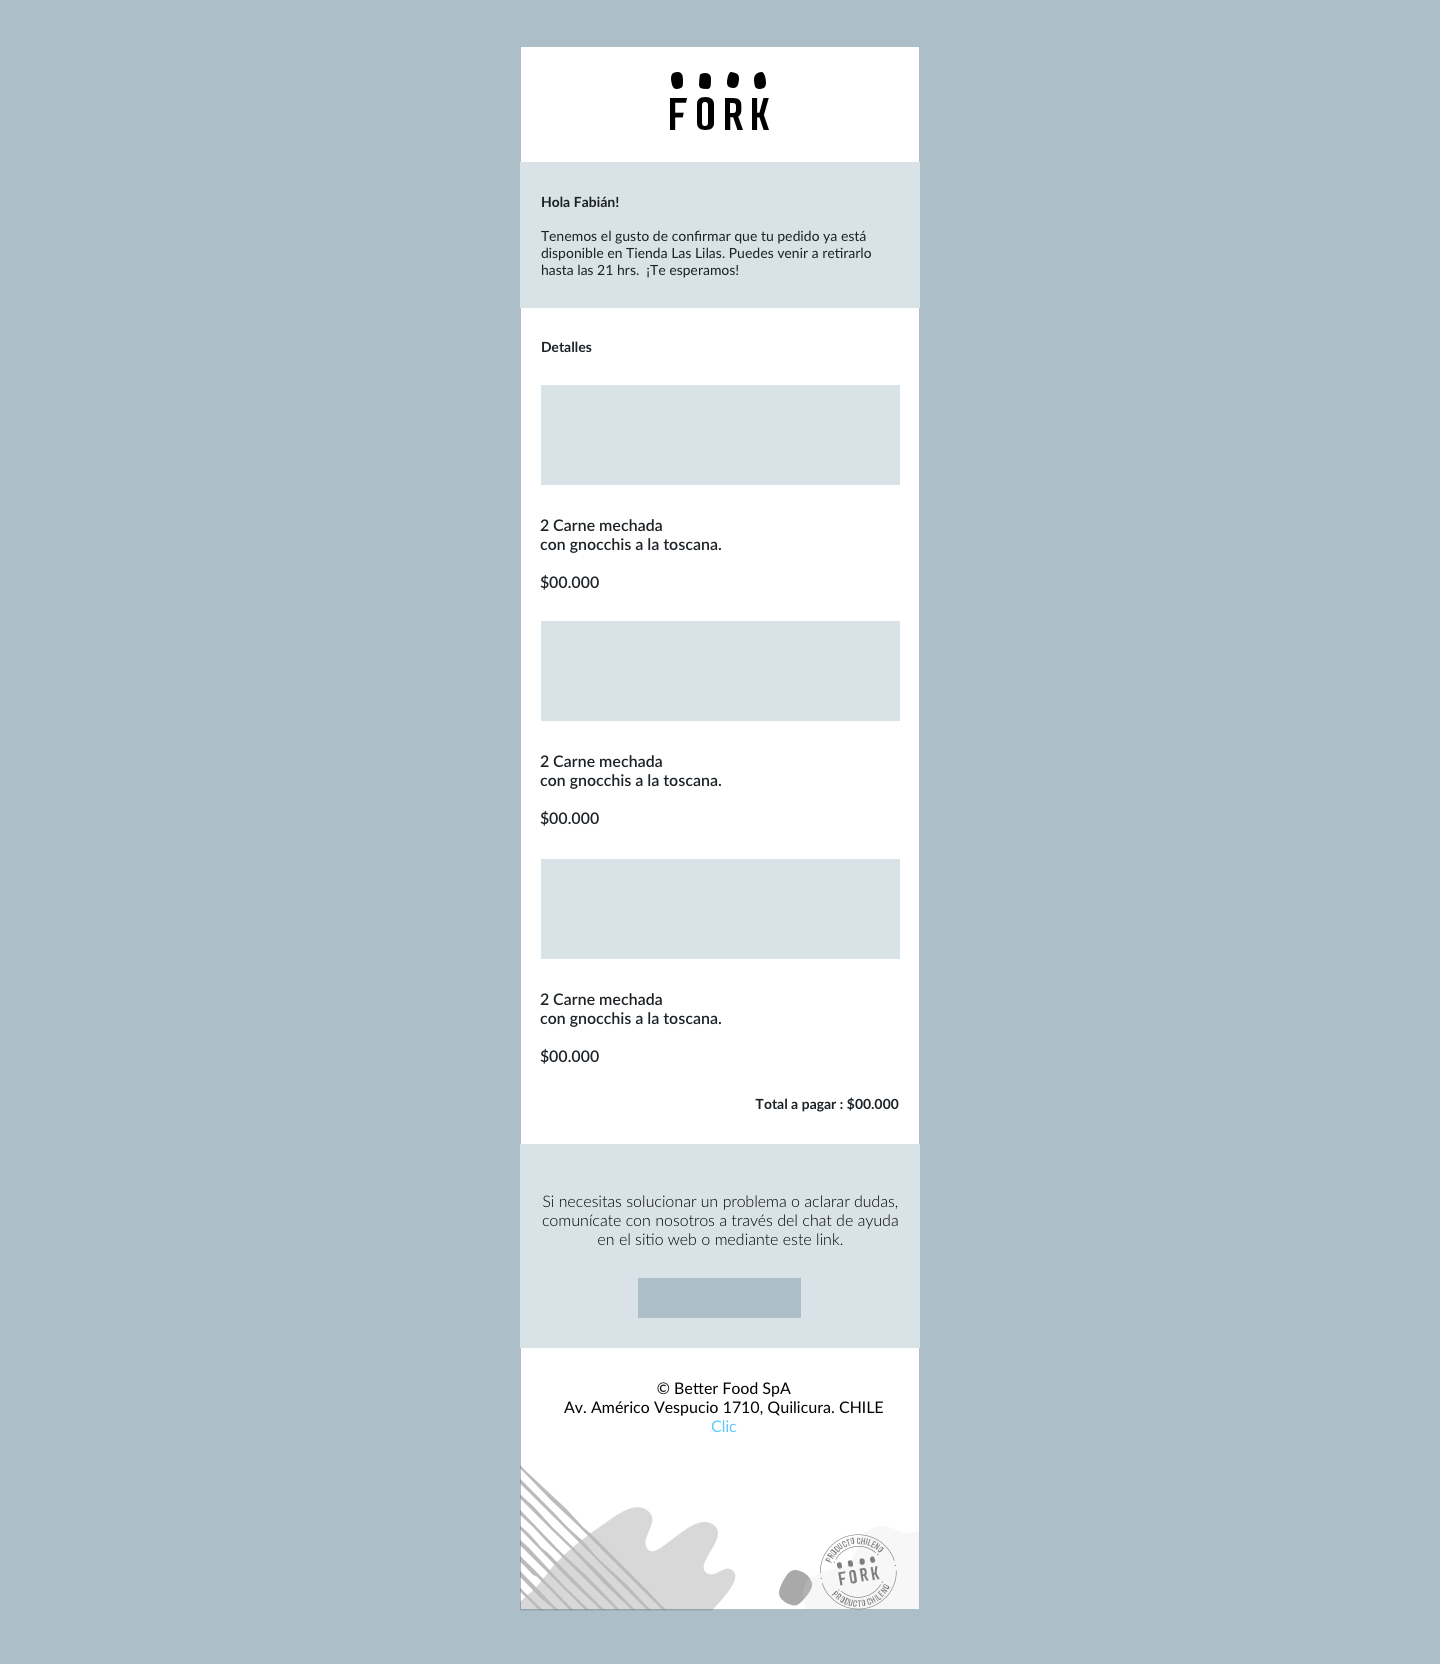 FORK
Hola Fabián!
Tenemos el gusto de confirmar que tu pedido ya está
disponible en Tienda Las Lilas. Puedes venir a retirarlo
hasta las 21 hrs.  ¡Te esperamos!
Detalles
2 Carne mechada
con gnocchis a la toscana.
$00.000
2 Carne mechada
con gnocchis a la toscana.
$00.000
2 Carne mechada
con gnocchis a la toscana.
$00.000
Total a pagar : $00.000
Si necesitas solucionar un problema o aclarar dudas,
comunícate con nosotros a través del chat de ayuda
en el sitio web o mediante este link.
© Better Food SpA
Av. Américo Vespucio 1710, Quilicura. CHILE
Clic
PRODUCTO CHILENO
FORK
PRODUCTO CHILENO